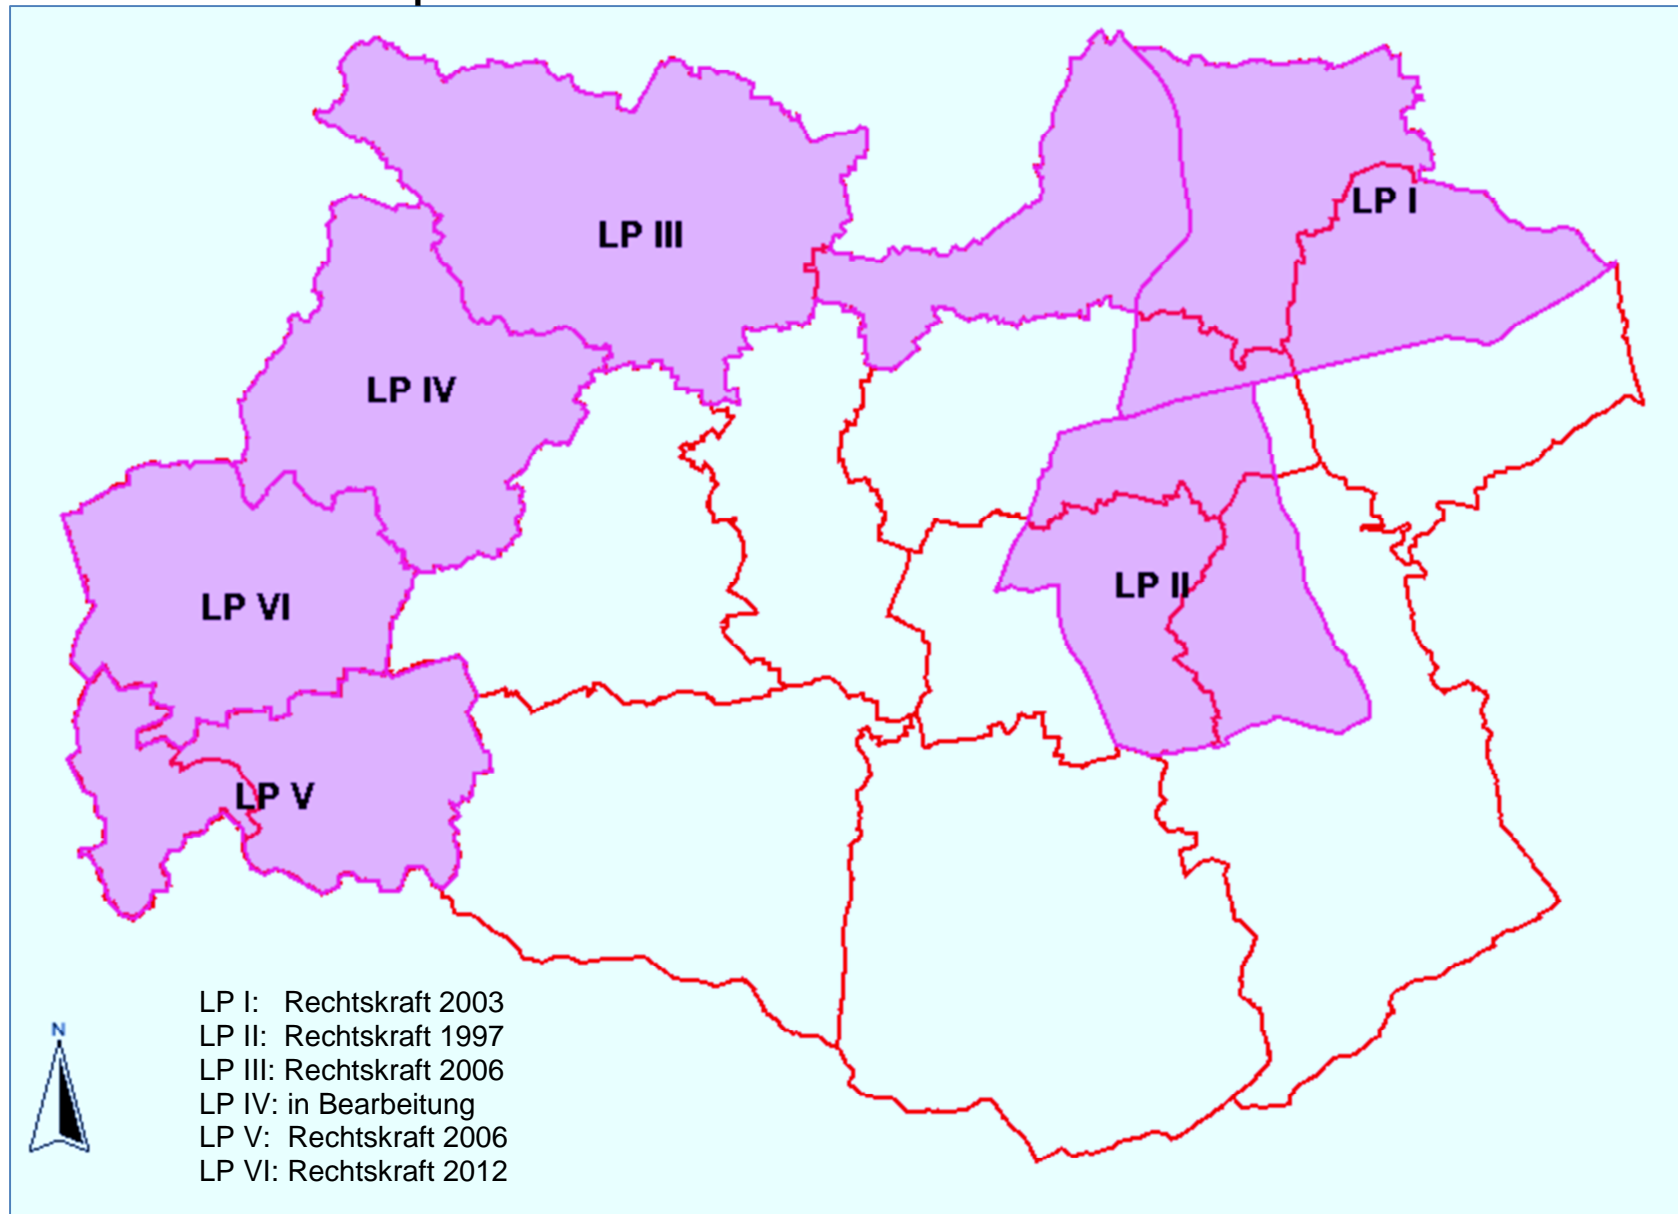 LP III
LP I
LP IV
LP II
LP VI
LP V
LP I: Rechtskraft 2003
LP II: Rechtskraft 1997
LP III: Rechtskraft 2006
LP IV: in Bearbeitung
LP V: Rechtskraft 2006
LP VI: Rechtskraft 2012
N